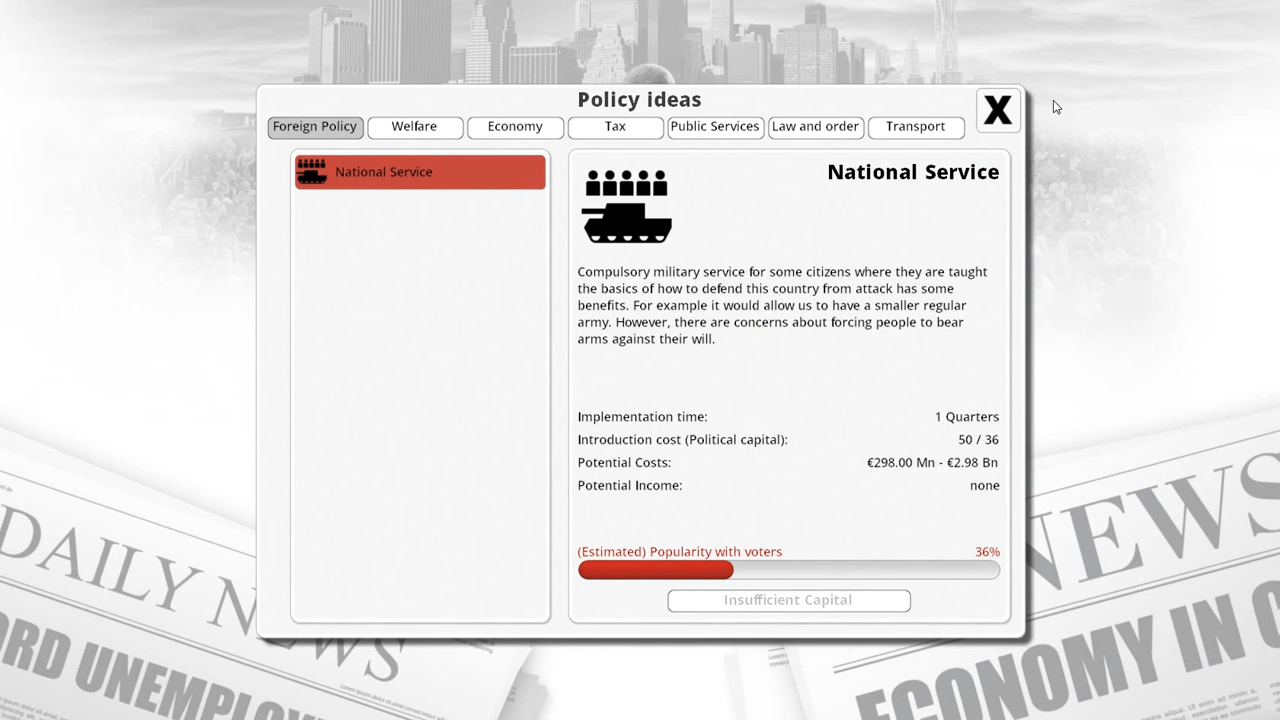 Policy ideas
X
Foreign Policy
Welfare
Economy
Tax
Public Services
Law and order
Transport
National Service
National Service
Compulsory military service for some citizens where they are taught
the basics of how to defend this country from attack has some
benefits. For example it would allow us to have a smaller regular
army. However, there are concerns about forcing people to bear
arms against their will.
Implementation time: 1 Quarters
Introduction cost (Political capital): 50 / 36
Potential Costs: €298.00 Mn - €2.98 Bn
Potential Income: none
(Estimated) Popularity with voters 36%
Insufficient Capital
DAILY NEWS
NEWS
ECONOMY IN